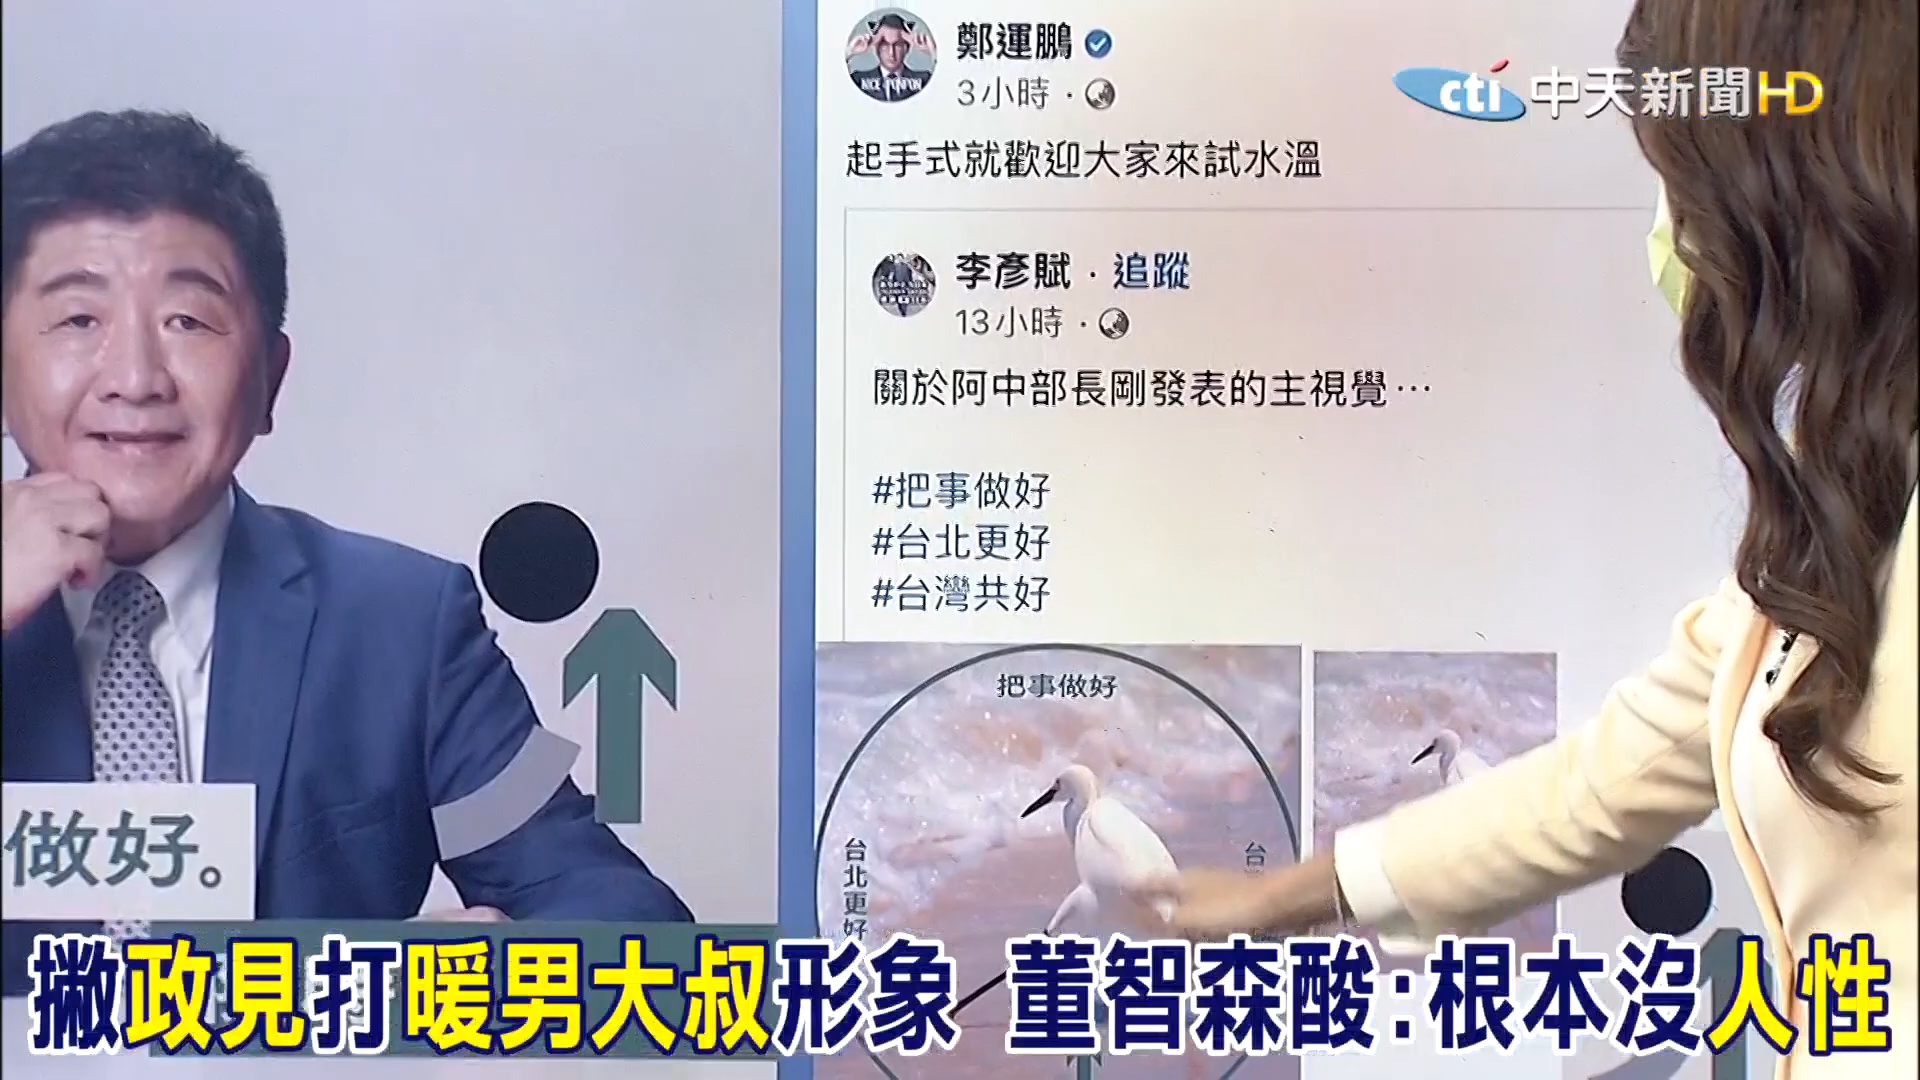 鄭運鵬
3小時
NICE PONPON
cti 中天新聞HD
起手式就歡迎大家來試水溫
李彥賦 · 追蹤
13小時
關於阿中部長剛發表的主視覺…
#把事做好
#台北更好
#台灣共好
把事做好
台北更好
台
做好。
撇政見打暖男大叔形象 董智森酸:根本沒人性